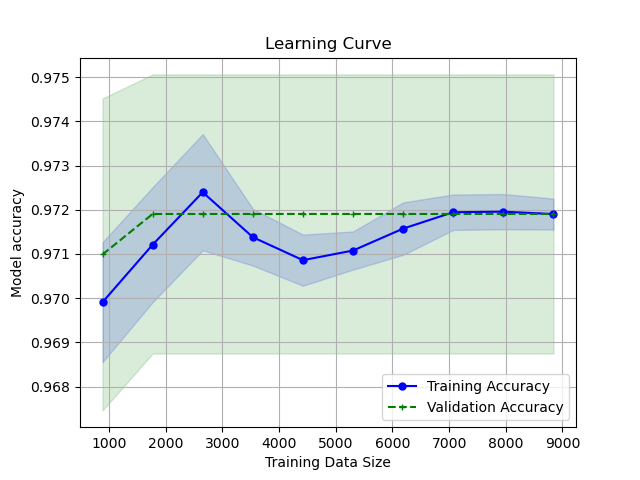 Learning Curve
0.975
0.974
0.973
0.972
0.971
0.970
0.969
0.968
Model accuracy
Training Accuracy
Validation Accuracy
1000 2000 3000 4000 5000 6000 7000 8000 9000
Training Data Size